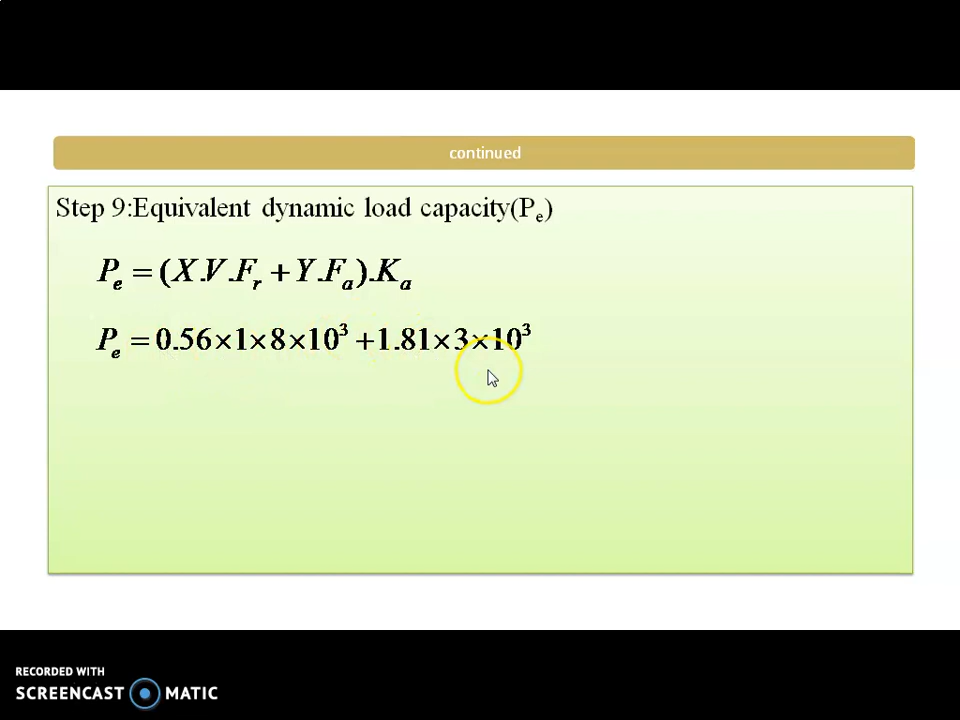 continued
Step 9:Equivalent dynamic load capacity(Pₑ)
Pₑ = (X.V.Fᵣ + Y.Fₐ).Kₐ
Pₑ = 0.56×1×8×10³ +1.81×3×10³
RECORDED WITH
SCREENCAST MATIC